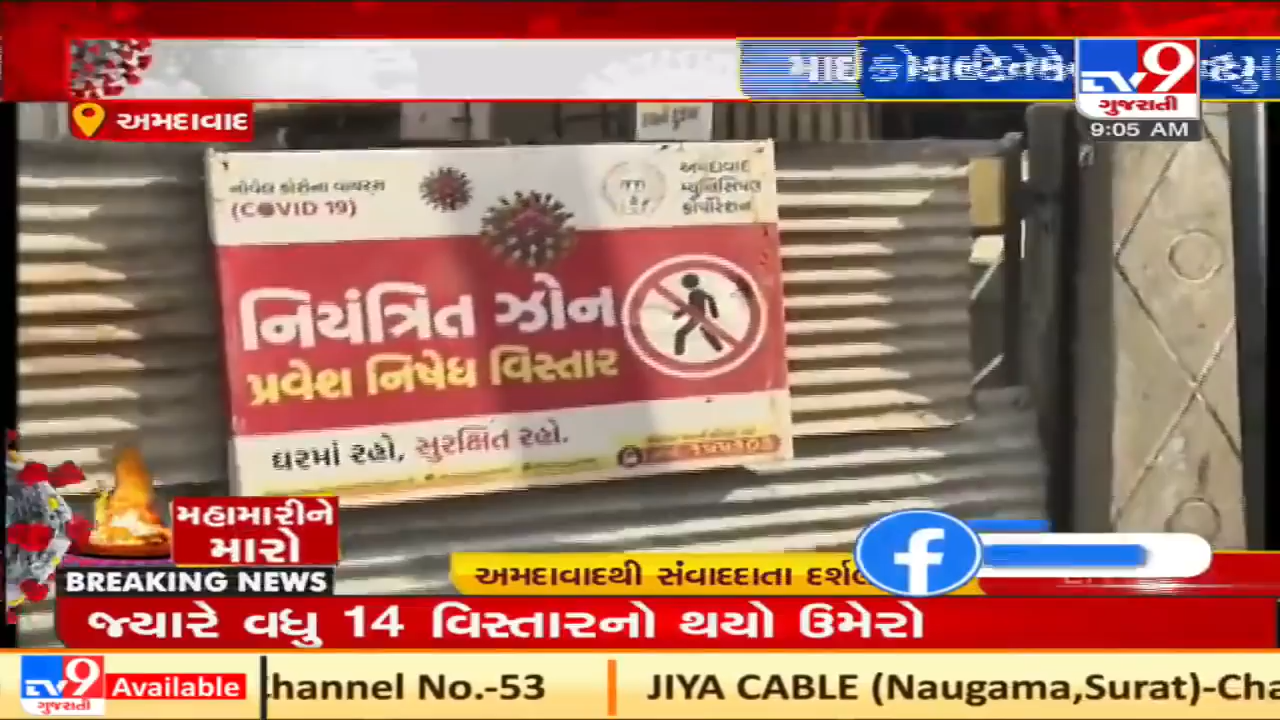 TV9
ગુજરાતી
9:05 AM
અમદાવાદ
નોવેલ કોરોના વાયરસ
(COVID 19)
અમદાવાદ
મ્યુનિસિપલ
કોર્પોરેશન
નિયંત્રિત ઝોન
પ્રવેશ નિષેધ વિસ્તાર
ઘરમાં રહો, સુરક્ષિત રહો.
મહામારીને
મારો
BREAKING NEWS
અમદાવાદથી સંવાદદાતા
જ્યારે વધુ 14 વિસ્તારનો થયો ઉમેરો
TV9
ગુજરાતી
Available
Channel No.-53
JIYA CABLE (Naugama,Surat)-Cha